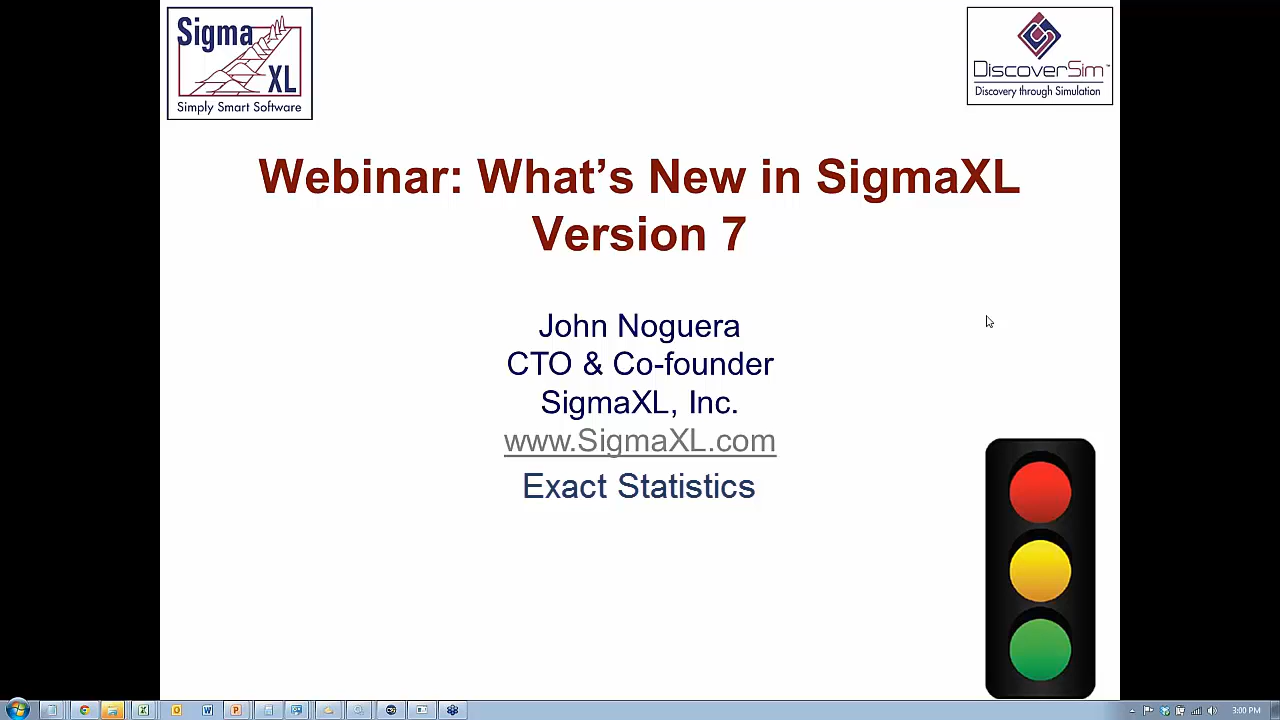 Sigma
XL
Simply Smart Software
DiscoverSim™
Discovery through Simulation
Webinar: What’s New in SigmaXL
Version 7
John Noguera
CTO & Co-founder
SigmaXL, Inc.
www.SigmaXL.com
Exact Statistics
3:00 PM